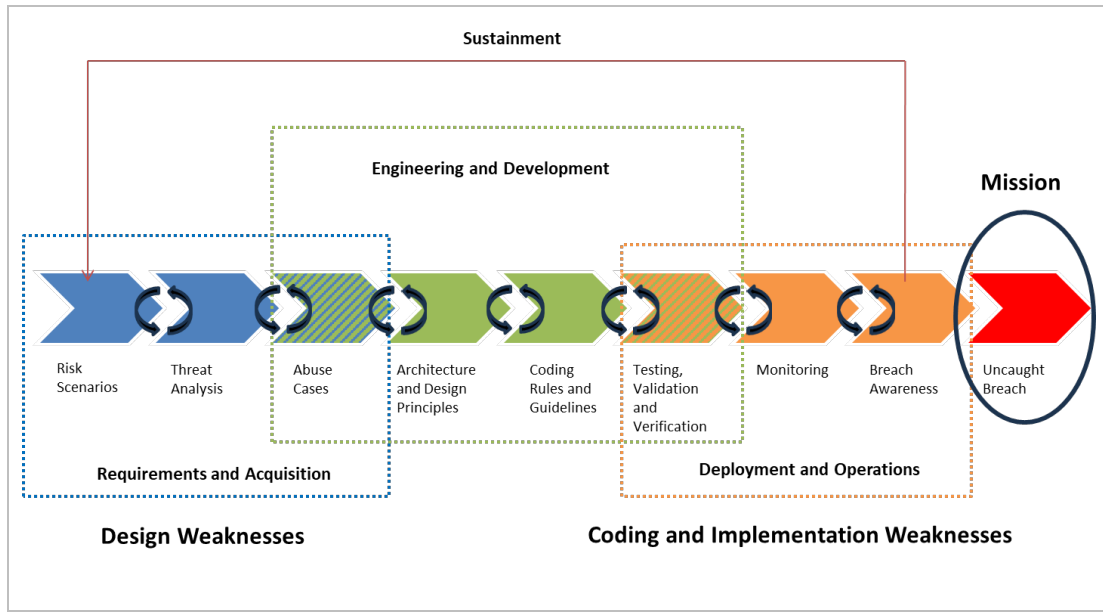 Sustainment
Engineering and Development
Mission
Risk
Scenarios
Threat
Analysis
Abuse
Cases
Architecture
and Design
Principles
Coding
Rules and
Guidelines
Testing,
Validation
and
Verification
Monitoring
Breach
Awareness
Uncaught
Breach
Requirements and Acquisition
Deployment and Operations
Design Weaknesses
Coding and Implementation Weaknesses